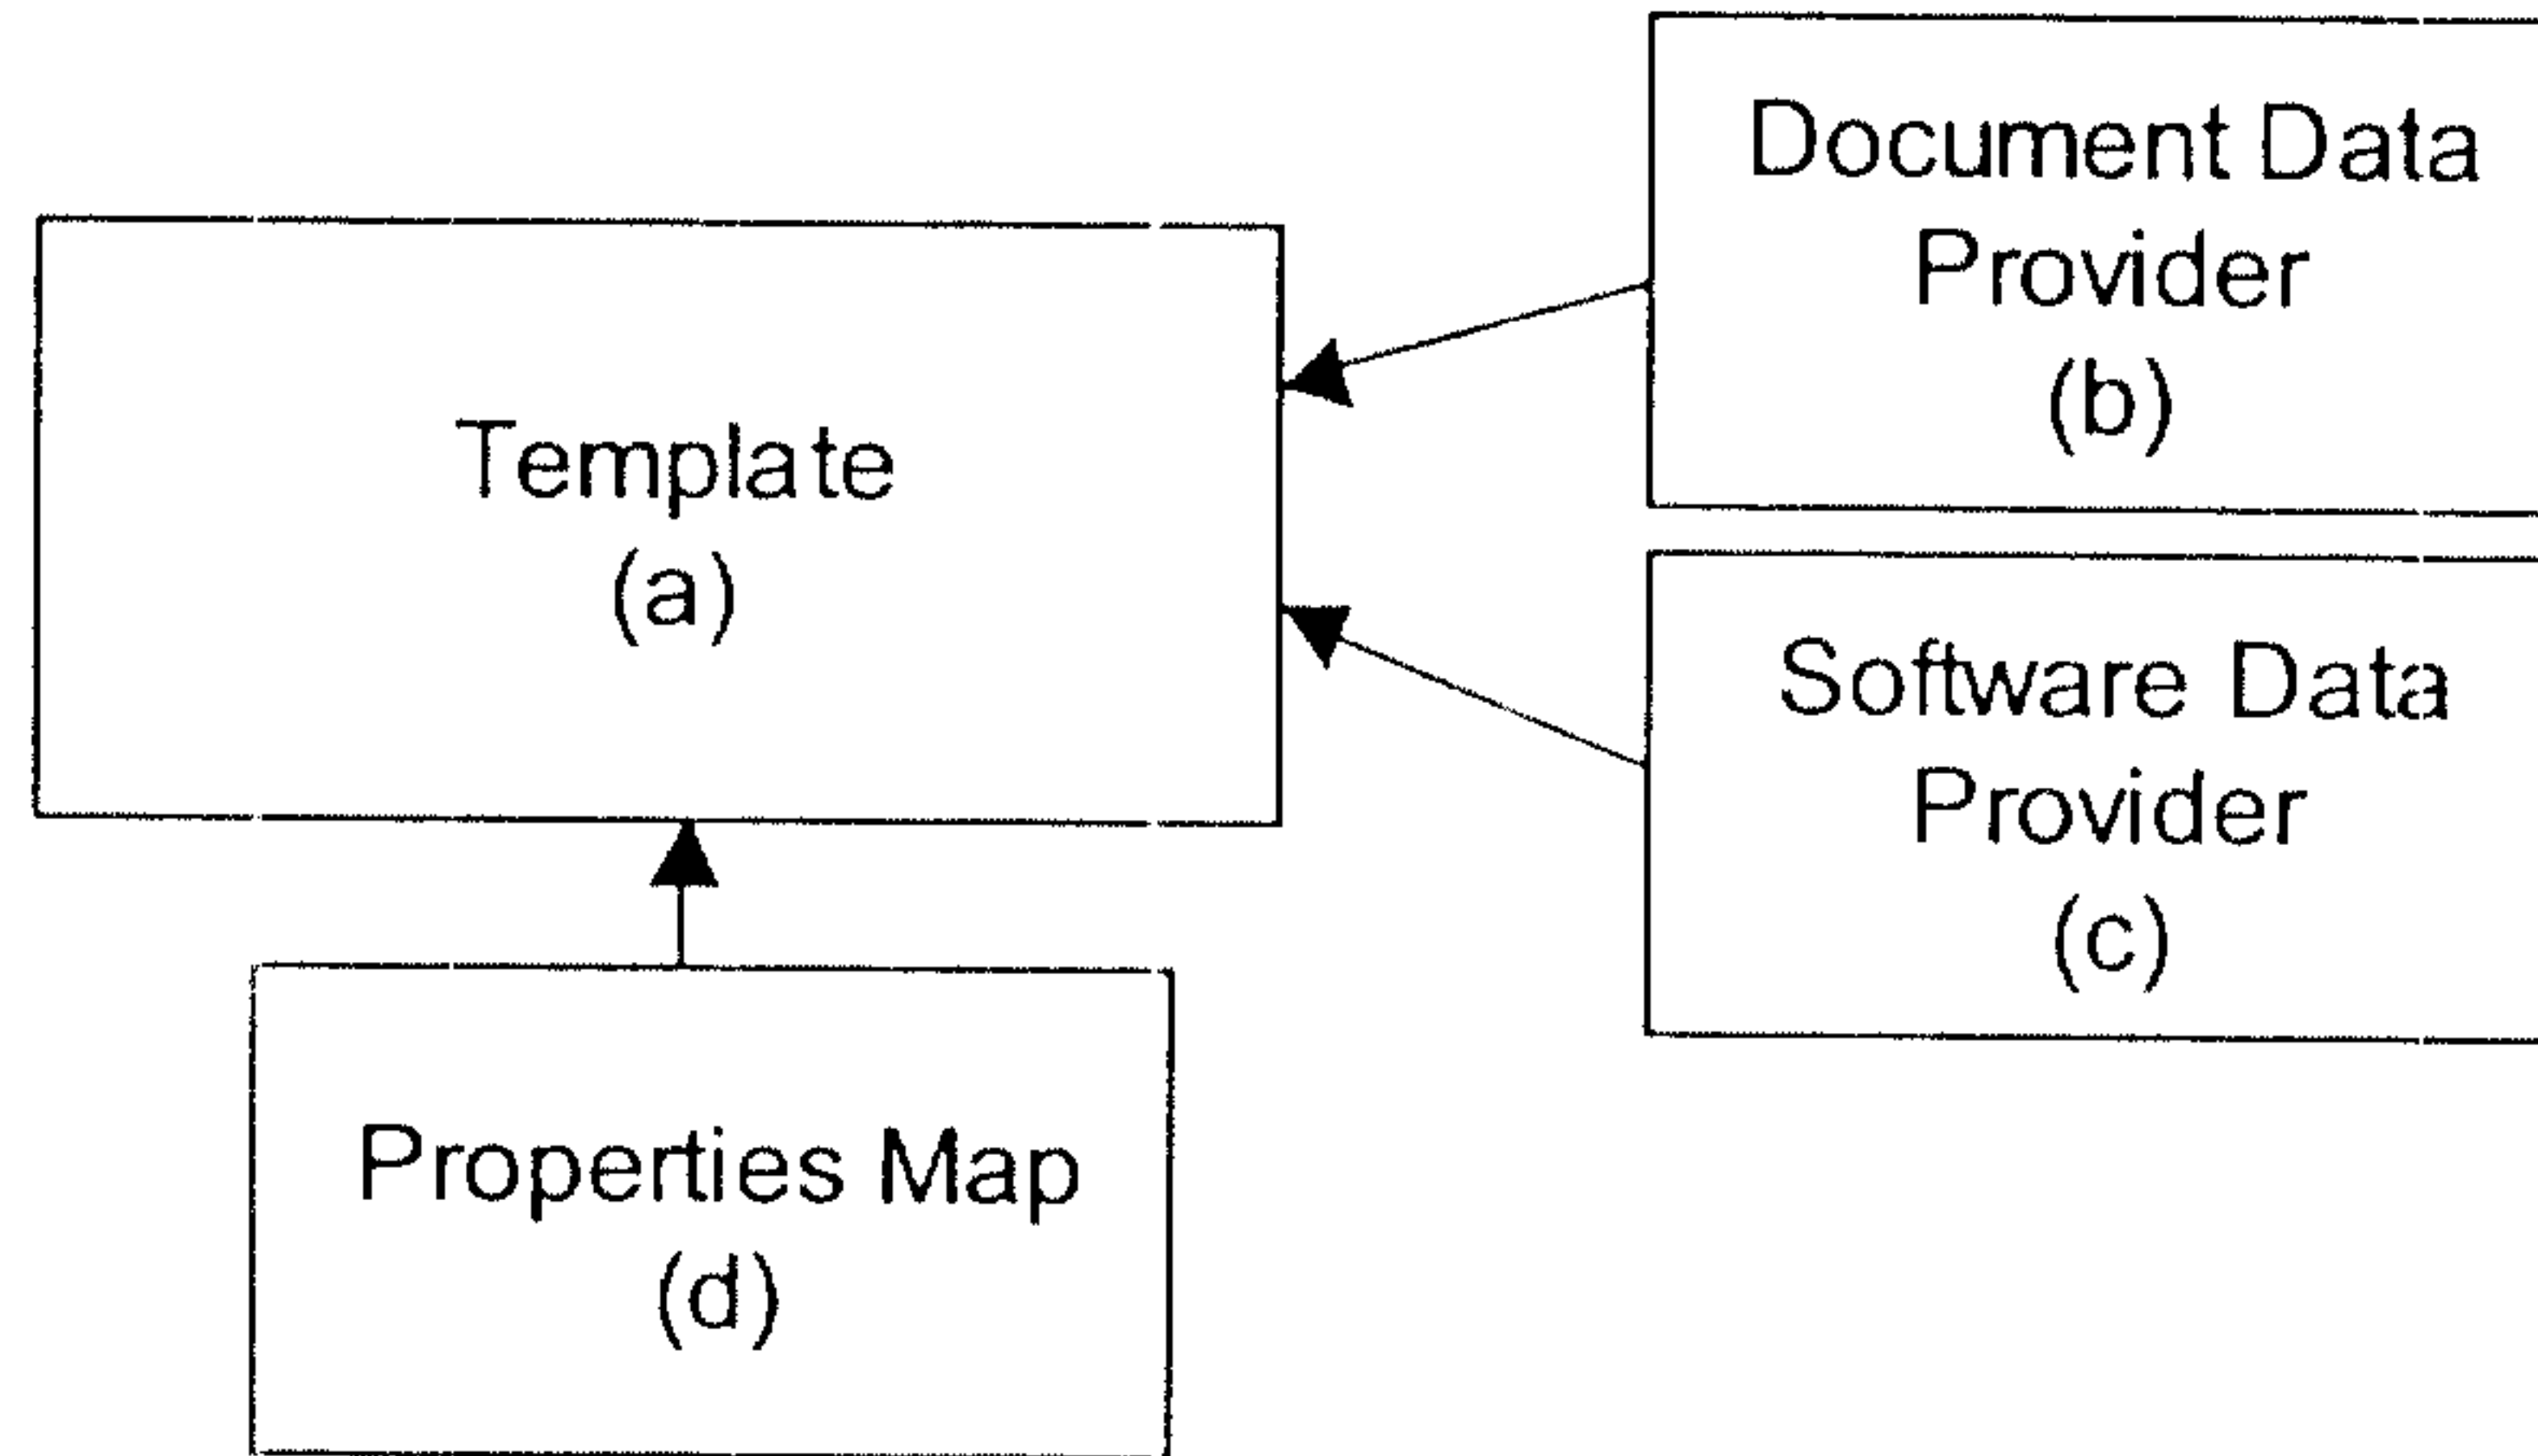 Document Data
Provider
(b)
Template
(a)
Software Data
Provider
(c)
Properties Map
(d)